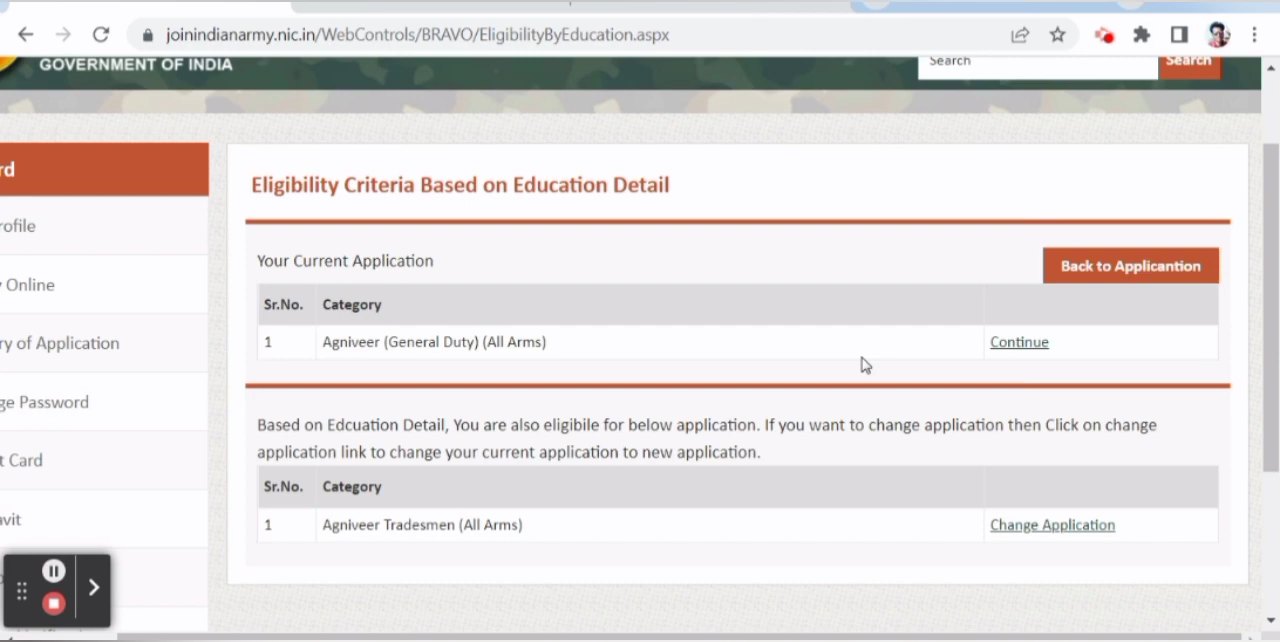 joinindianarmy.nic.in/WebControls/BRAVO/EligibilityByEducation.aspx
GOVERNMENT OF INDIA
Search
Search
rd
rofile
Online
ry of Application
ge Password
t Card
avit
Eligibility Criteria Based on Education Detail
Your Current Application
Back to Applicantion
Sr.No. Category
1 Agniveer (General Duty) (All Arms) Continue
Based on Edcuation Detail, You are also eligibile for below application. If you want to change application then Click on change
application link to change your current application to new application.
Sr.No. Category
1 Agniveer Tradesmen (All Arms) Change Application